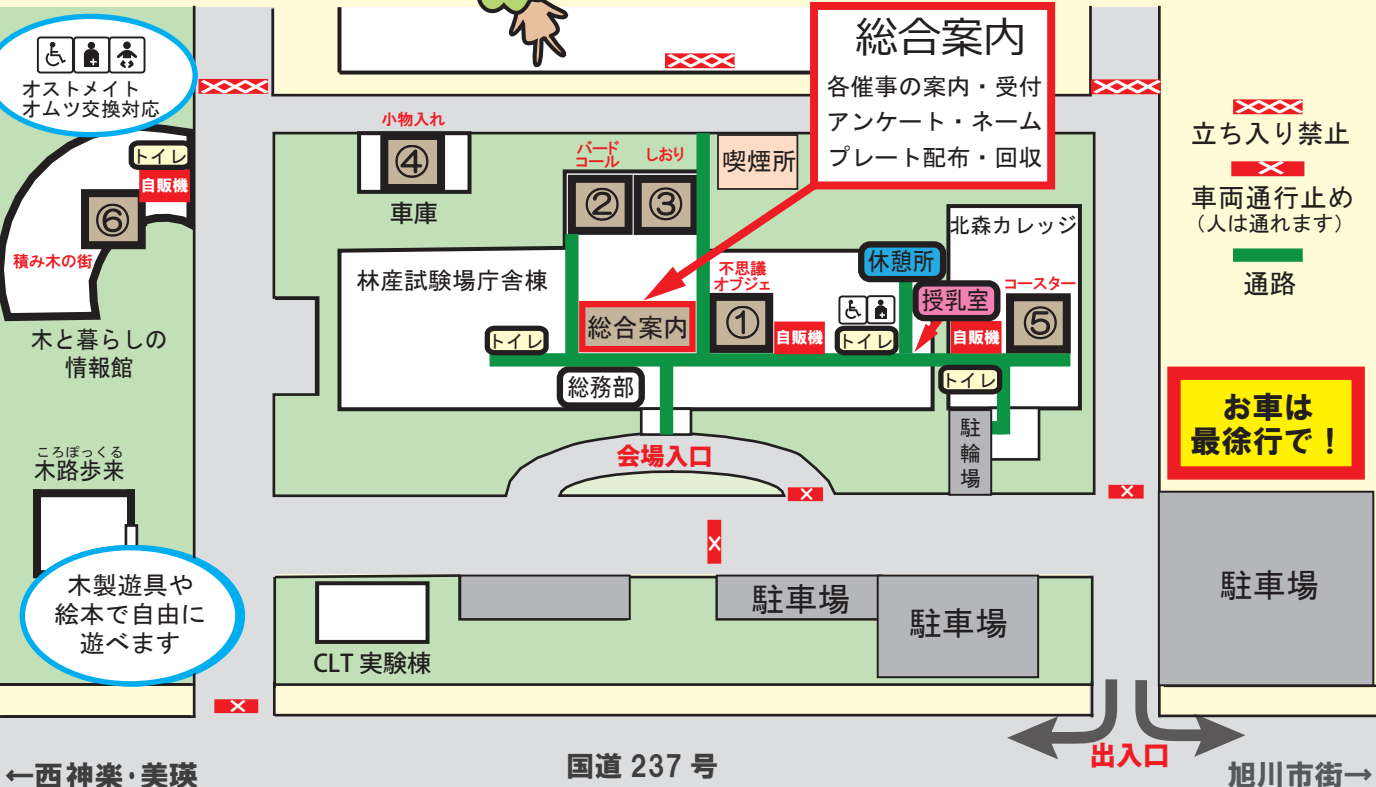 オストメイト
オムツ交換対応
総合案内
各催事の案内・受付
アンケート・ネーム
プレート配布・回収
立ち入り禁止
車両通行止め
(人は通れます)
通路
トイレ
自販機
⑥
積み木の街
木と暮らしの
情報館
小物入れ
④
車庫
バード
コール
②
しおり
③
喫煙所
林産試験場庁舎棟
トイレ
総合案内
総務部
不思議
オブジェ
①
自販機
休憩所
トイレ
北森カレッジ
授乳室
コースター
⑤
自販機
トイレ
駐輪場
会場入口
お車は
最徐行で!
ころぽっくる
木路歩来
木製遊具や
絵本で自由に
遊べます
CLT 実験棟
駐車場
駐車場
駐車場
出入口
←西神楽・美瑛
国道 237 号
旭川市街→